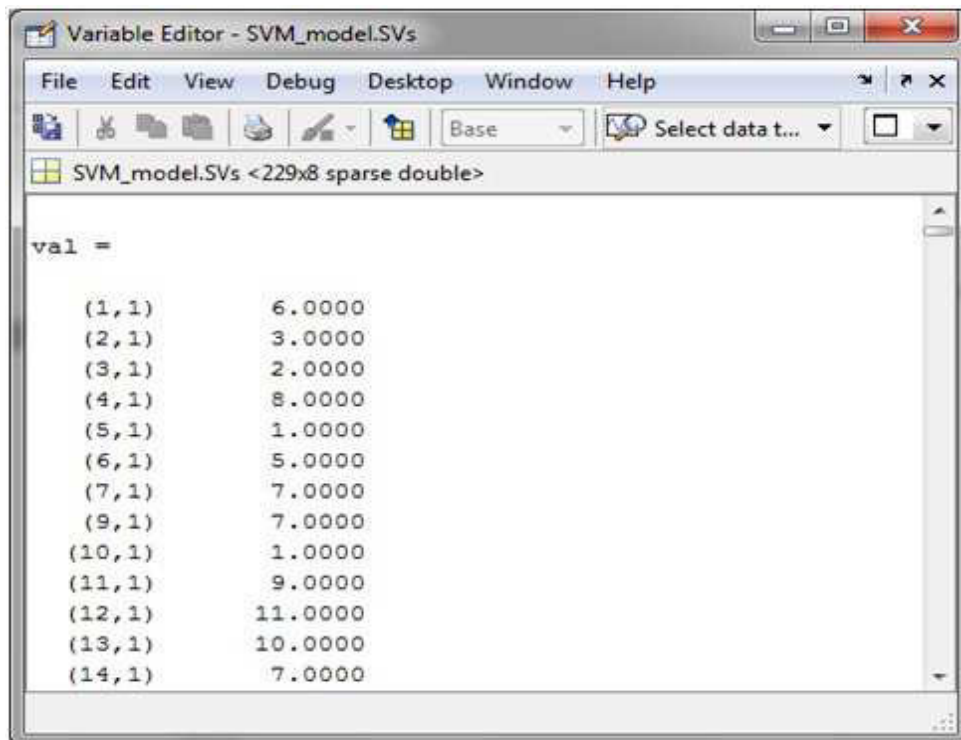 Variable Editor - SVM_model.SVs
File Edit View Debug Desktop Window Help
Base Select data t...
SVM_model.SVs <229x8 sparse double>
val =
(1,1) 6.0000
(2,1) 3.0000
(3,1) 2.0000
(4,1) 8.0000
(5,1) 1.0000
(6,1) 5.0000
(7,1) 7.0000
(9,1) 7.0000
(10,1) 1.0000
(11,1) 9.0000
(12,1) 11.0000
(13,1) 10.0000
(14,1) 7.0000